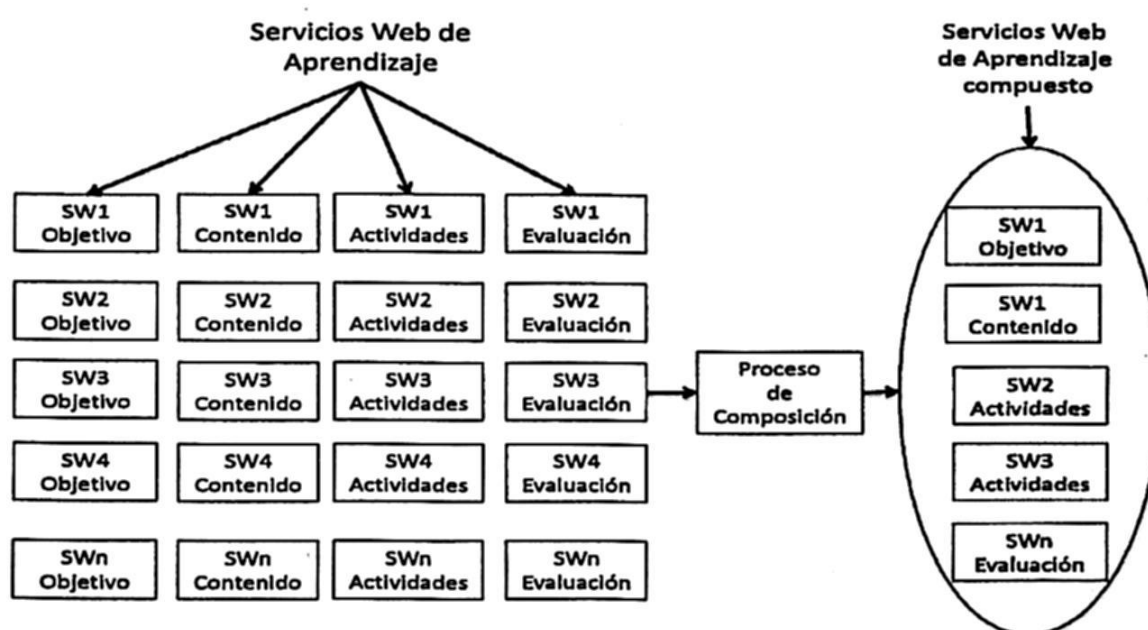 Servicios Web de
Aprendizaje
Servicios Web
de Aprendizaje
compuesto
SW1
Objetivo
SW1
Contenido
SW1
Actividades
SW1
Evaluación
SW2
Objetivo
SW2
Contenido
SW2
Actividades
SW2
Evaluación
SW3
Objetivo
SW3
Contenido
SW3
Actividades
SW3
Evaluación
SW4
Objetivo
SW4
Contenido
SW4
Actividades
SW4
Evaluación
SWn
Objetivo
SWn
Contenido
SWn
Actividades
SWn
Evaluación
Proceso
de
Composición
SW1
Objetivo
SW1
Contenido
SW2
Actividades
SW3
Actividades
SWn
Evaluación